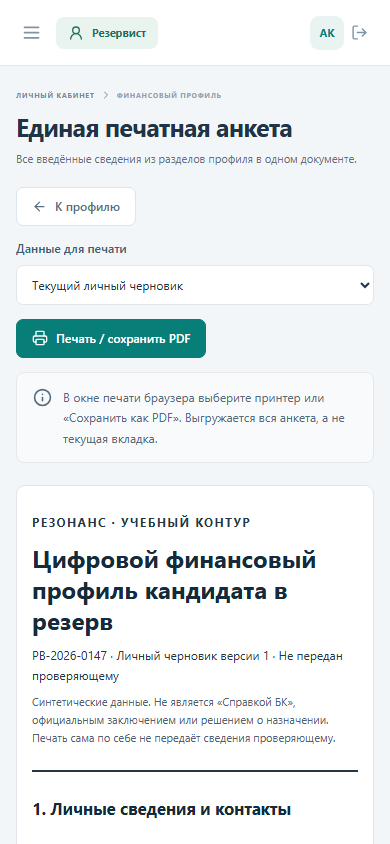 Резервист
АК
ЛИЧНЫЙ КАБИНЕТ
ФИНАНСОВЫЙ ПРОФИЛЬ
Единая печатная анкета
Все введённые сведения из разделов профиля в одном документе.
К профилю
Данные для печати
Текущий личный черновик
Печать / сохранить PDF
В окне печати браузера выберите принтер или
«Сохранить как PDF». Выгружается вся анкета, а не
текущая вкладка.
РЕЗОНАНС · УЧЕБНЫЙ КОНТУР
Цифровой финансовый
профиль кандидата в
резерв
РВ-2026-0147 · Личный черновик версии 1 · Не передан
проверяющему
Синтетические данные. Не является «Справкой БК»,
официальным заключением или решением о назначении.
Печать сама по себе не передаёт сведения проверяющему.
1. Личные сведения и контакты